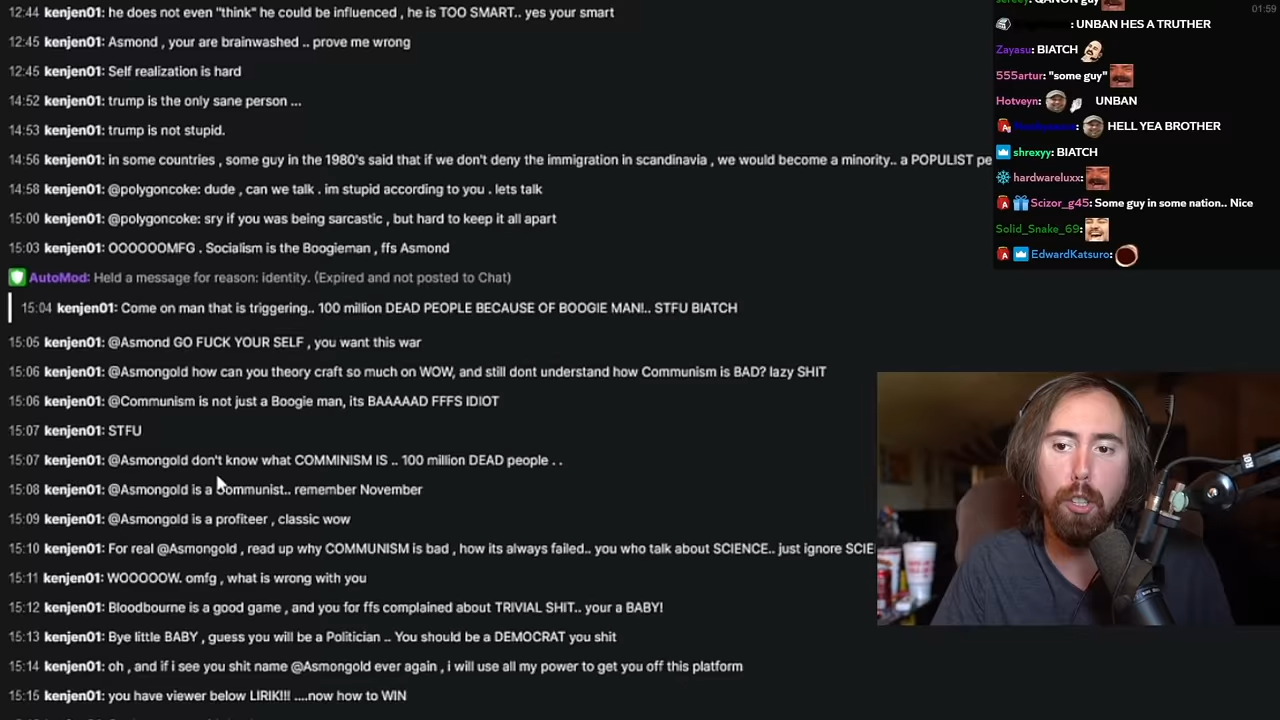 12:44 kenjen01: he does not even "think" he could be influenced , he is TOO SMART.. yes your smart
12:45 kenjen01: Asmond , your are brainwashed .. prove me wrong
12:45 kenjen01: Self realization is hard
14:52 kenjen01: trump is the only sane person ...
14:53 kenjen01: trump is not stupid.
14:56 kenjen01: in some countries , some guy in the 1980's said that if we don't deny the immigration in scandinavia , we would become a minority.. a POPULIST pe
14:58 kenjen01: @polygoncoke: dude , can we talk . im stupid according to you . lets talk
15:00 kenjen01: @polygoncoke: sry if you was being sarcastic , but hard to keep it all apart
15:03 kenjen01: OOOOOOMFG . Socialism is the Boogieman , ffs Asmond
AutoMod: Held a message for reason: identity. (Expired and not posted to Chat)
15:04 kenjen01: Come on man that is triggering.. 100 million DEAD PEOPLE BECAUSE OF BOOGIE MAN!.. STFU BIATCH
15:05 kenjen01: @Asmond GO FUCK YOUR SELF , you want this war
15:06 kenjen01: @Asmongold how can you theory craft so much on WOW, and still dont understand how Communism is BAD? lazy SHIT
15:06 kenjen01: @Communism is not just a Boogie man, its BAAAAAD FFFS IDIOT
15:07 kenjen01: STFU
15:07 kenjen01: @Asmongold don't know what COMMINISM IS .. 100 million DEAD people . .
15:08 kenjen01: @Asmongold is a communist.. remember November
15:09 kenjen01: @Asmongold is a profiteer , classic wow
15:10 kenjen01: For real @Asmongold , read up why COMMUNISM is bad , how its always failed.. you who talk about SCIENCE.. just ignore SCIE
15:11 kenjen01: WOOOOOW. omfg , what is wrong with you
15:12 kenjen01: Bloodbourne is a good game , and you for ffs complained about TRIVIAL SHIT.. your a BABY!
15:13 kenjen01: Bye little BABY , guess you will be a Politician .. You should be a DEMOCRAT you shit
15:14 kenjen01: oh , and if i see you shit name @Asmongold ever again , i will use all my power to get you off this platform
15:15 kenjen01: you have viewer below LIRIK!!! ....now how to WIN
QANON guy
01:59
: UNBAN HES A TRUTHER
Zayasu: BIATCH
555artur: "some guy"
Hotveyn: UNBAN
: HELL YEA BROTHER
shrexyy: BIATCH
hardwareluxx:
Scizor_g45: Some guy in some nation.. Nice
Solid_Snake_69:
EdwardKatsuro: